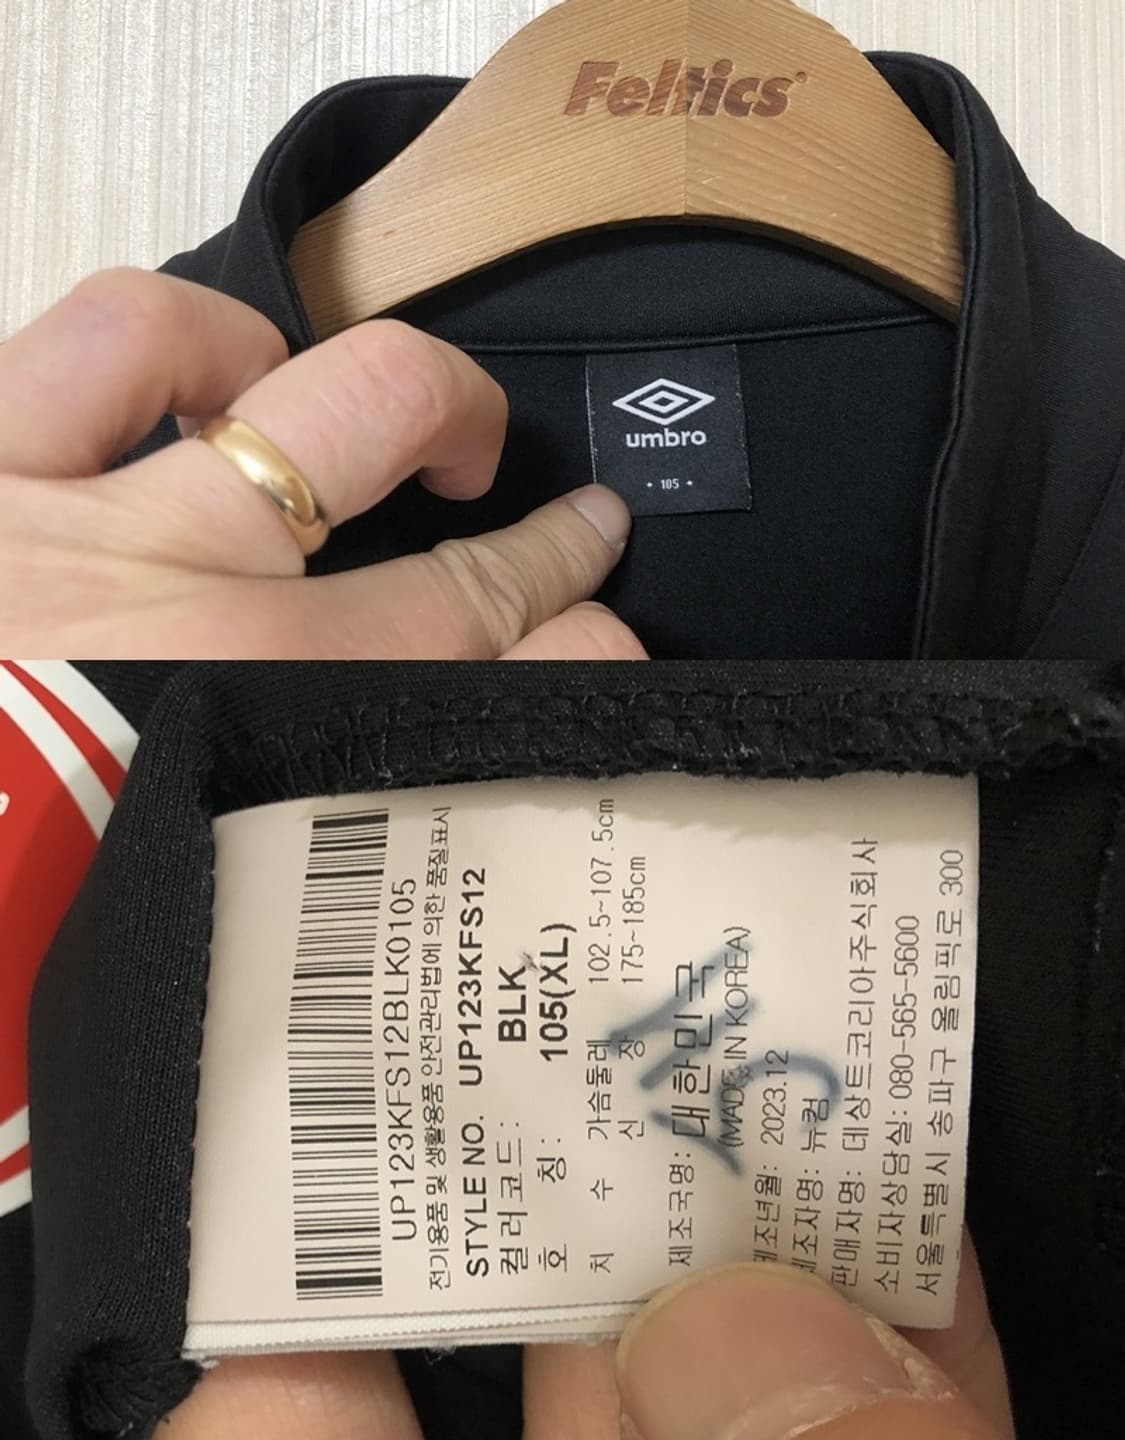 Feltics
umbro
105
UP123KFS12BLK0105
전기용품 및 생활용품 안전관리법에 의한 품질표시
STYLE NO. UP123KFS12
컬러코드: BLK
호 칭: 105(XL)
치 수 가슴둘레 102.5~107.5cm
신 장 175~185cm
제조국명: 대한민국
(MADE IN KOREA)
제조년월: 2023.12
제조자명: 뉴컴
판매자명: 데상트코리아주식회사
소비자상담실: 080-565-5600
서울특별시 송파구 올림픽로 300